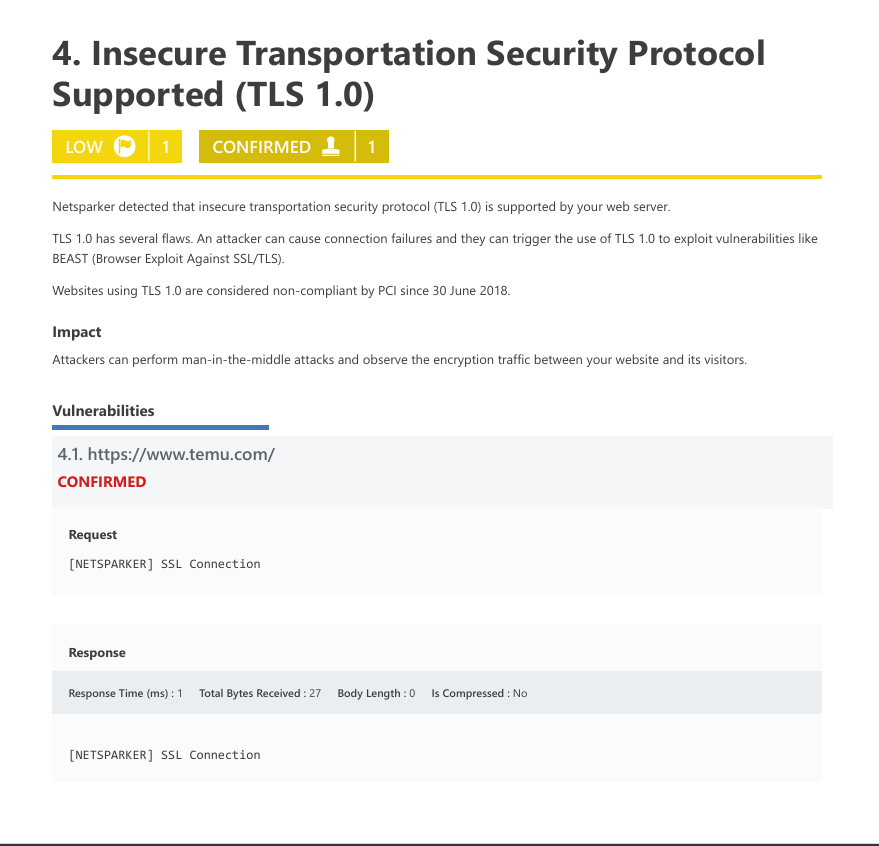 4. Insecure Transportation Security Protocol
Supported (TLS 1.0)
LOW 1 CONFIRMED 1
Netsparker detected that insecure transportation security protocol (TLS 1.0) is supported by your web server.
TLS 1.0 has several flaws. An attacker can cause connection failures and they can trigger the use of TLS 1.0 to exploit vulnerabilities like
BEAST (Browser Exploit Against SSL/TLS).
Websites using TLS 1.0 are considered non-compliant by PCI since 30 June 2018.
Impact
Attackers can perform man-in-the-middle attacks and observe the encryption traffic between your website and its visitors.
Vulnerabilities
4.1. https://www.temu.com/
CONFIRMED
Request
[NETSPARKER] SSL Connection
Response
Response Time (ms) : 1 Total Bytes Received : 27 Body Length : 0 Is Compressed : No
[NETSPARKER] SSL Connection